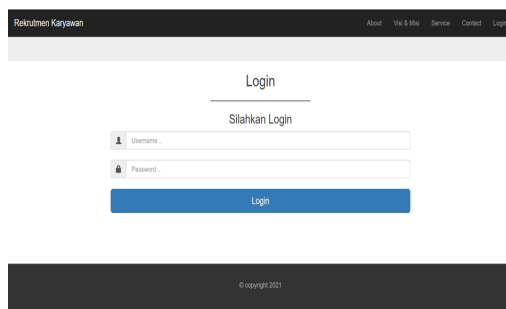 Rekrutmen Karyawan About Visi & Misi Service Contact Login
Login
Silahkan Login
Username ..
Password ..
Login
© copyright 2021